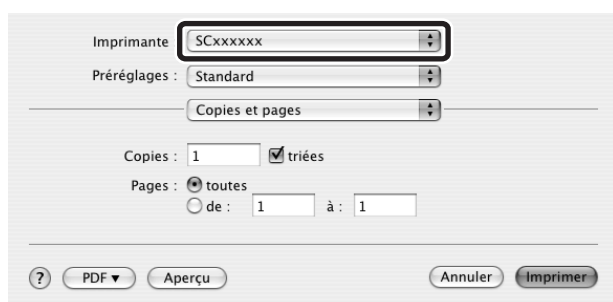 Imprimante SCxxxxxx
Préréglages : Standard
Copies et pages
Copies : 1 triées
Pages : toutes
de : 1 à : 1
? PDF Aperçu Annuler Imprimer